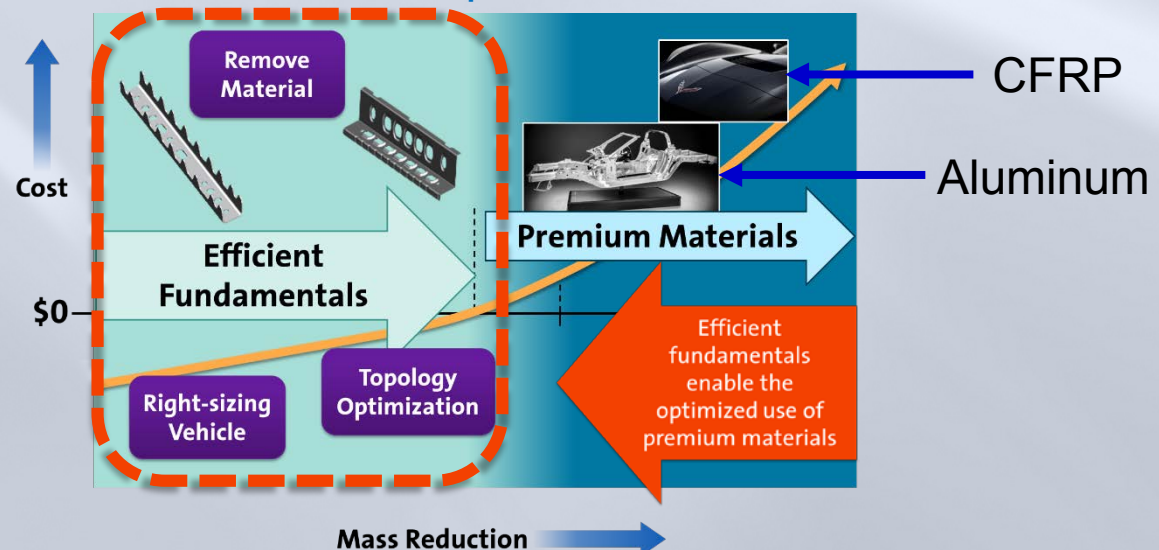 Remove
Material
CFRP
Aluminum
Cost
Premium Materials
Efficient
Fundamentals
$0
Efficient
fundamentals
enable the
optimized use of
premium materials
Topology
Optimization
Right-sizing
Vehicle
Mass Reduction